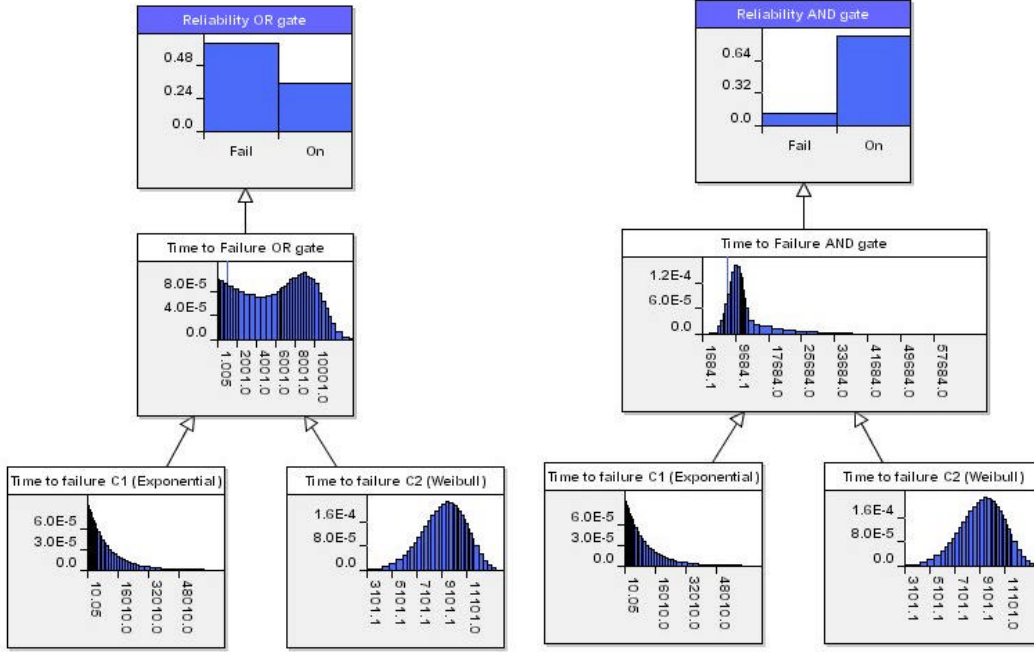 Reliability OR gate
0.48
0.24
0.0
Fail On
Reliability AND gate
0.64
0.32
0.0
Fail On
Time to Failure OR gate
8.0E-5
4.0E-5
0.0
1.005 2001.0 4001.0 6001.0 8001.0 10001.0
Time to Failure AND gate
1.2E-4
6.0E-5
0.0
1684.1 9684.1 17684.0 25684.0 33684.0 41684.0 49684.0 57684.0
Time to failure C1 (Exponential)
6.0E-5
3.0E-5
0.0
10.05 16010.0 32010.0 48010.0
Time to failure C2 (Weibull)
1.6E-4
8.0E-5
0.0
3101.1 5101.1 7101.1 9101.1 11101.0
Time to failure C1 (Exponential)
6.0E-5
3.0E-5
0.0
10.05 16010.0 32010.0 48010.0
Time to failure C2 (Weibull)
1.6E-4
8.0E-5
0.0
3101.1 5101.1 7101.1 9101.1 11101.0